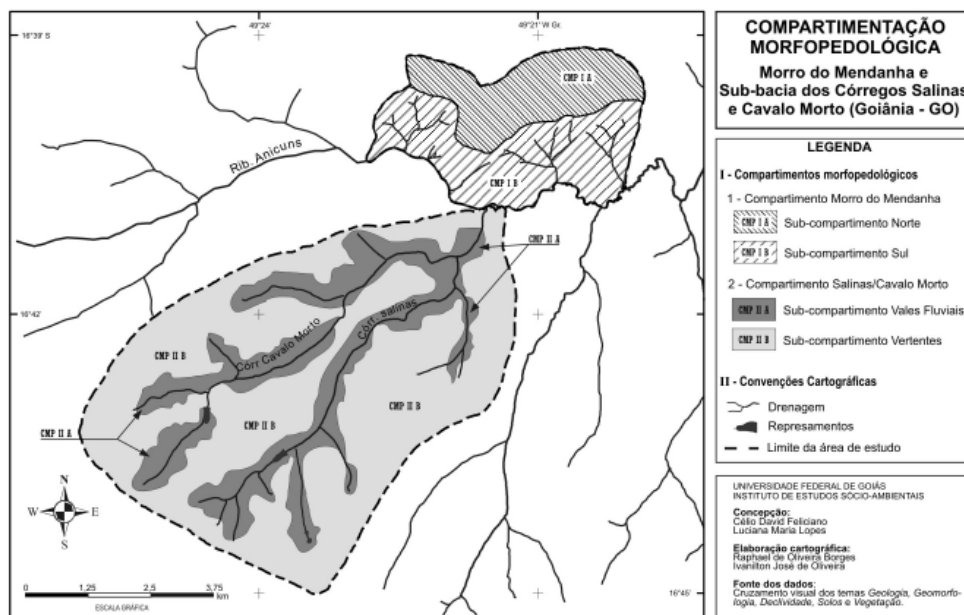 49°24'
49°21' W Gr.
16°39' S
Rib. Anicuns
CMP I A
CMP I B
CMP II A
16°42'
Córr. salinas
Córr Cavalo Morto
CMP II B
CMP II B
CMP II B
CMP II A
N
W E
S
0 1,25 2.5 3,75
km
ESCALA GRÁFICA
16°45'
COMPARTIMENTAÇÃO
MORFOPEDOLÓGICA
Morro do Mendanha e
Sub-bacia dos Córregos Salinas
e Cavalo Morto (Goiânia - GO)
LEGENDA
I - Compartimentos morfopedológicos
1 - Compartimento Morro do Mendanha
CMP I A Sub-compartimento Norte
CMP I B Sub-compartimento Sul
2 - Compartimento Salinas/Cavalo Morto
CMP II A Sub-compartimento Vales Fluviais
CMP II B Sub-compartimento Vertentes
II - Convenções Cartográficas
Drenagem
Represamentos
Limite da área de estudo
UNIVERSIDADE FEDERAL DE GOIÁS
INSTITUTO DE ESTUDOS SÓCIO-AMBIENTAIS
Concepção:
Célio David Feliciano
Luciana Maria Lopes
Elaboração cartográfica:
Raphael de Oliveira Borges
Ivanilton José de Oliveira
Fonte dos dados:
Cruzamento visual dos temas Geologia, Geomorfo-
logia, Declividade, Solos e Vegetação.